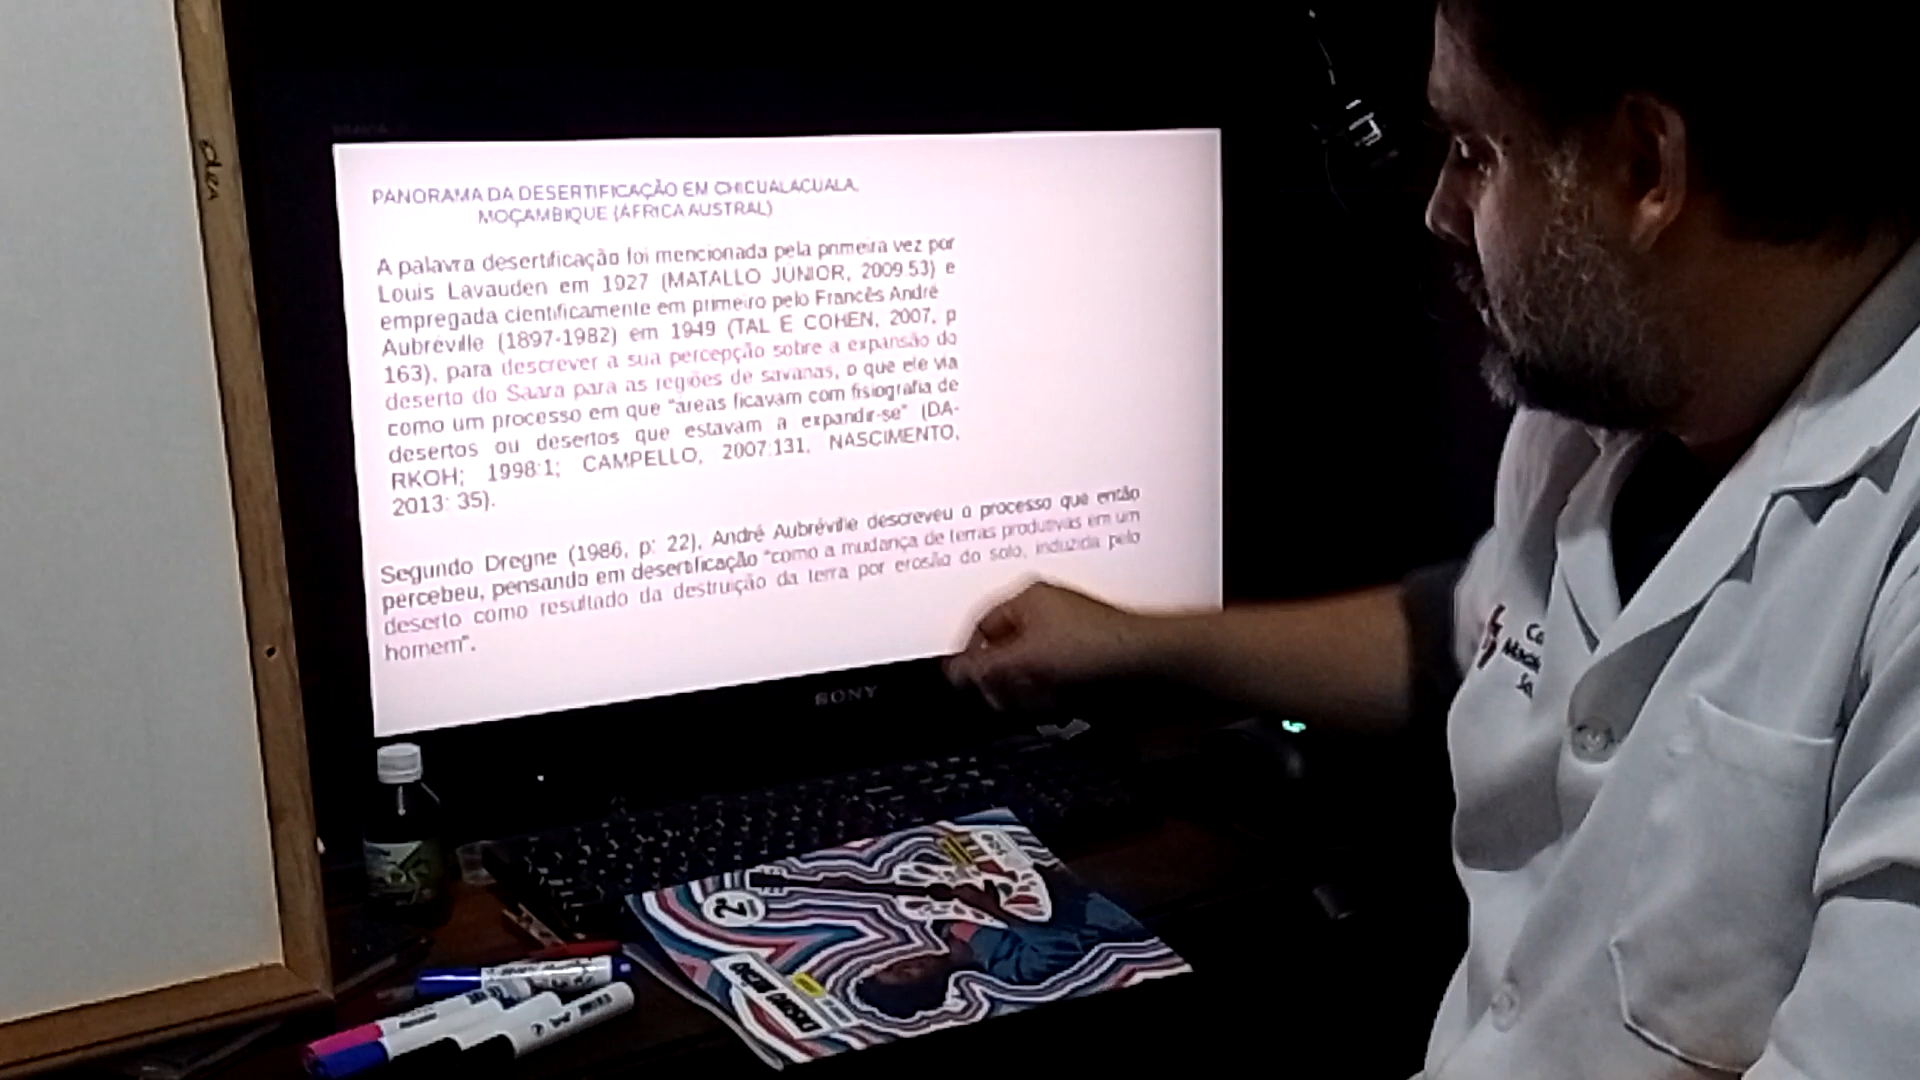 PANORAMA DA DESERTIFICAÇÃO EM CHICUALACUALA,
MOÇAMBIQUE (ÁFRICA AUSTRAL)
A palavra desertificação foi mencionada pela primeira vez por
Louis Lavauden em 1927 (MATALLO JÚNIOR, 2009:53) e
empregada cientificamente em primeiro pelo Francês André
Aubréville (1897-1982) em 1949 (TAL E COHEN, 2007, p
163), para descrever a sua percepção sobre a expansão do
deserto do Saara para as regiões de savanas, o que ele via
como um processo em que "áreas ficavam com fisiografia de
desertos ou desertos que estavam a expandir-se" (DA-
RKOH; 1998:1; CAMPELLO, 2007:131, NASCIMENTO,
2013: 35).
Segundo Dregne (1986, p: 22), André Aubréville descreveu o processo que então
percebeu, pensando em desertificação "como a mudança de terras produtivas em um
deserto como resultado da destruição da terra por erosão do solo, induzida pelo
homem".
SONY
2º